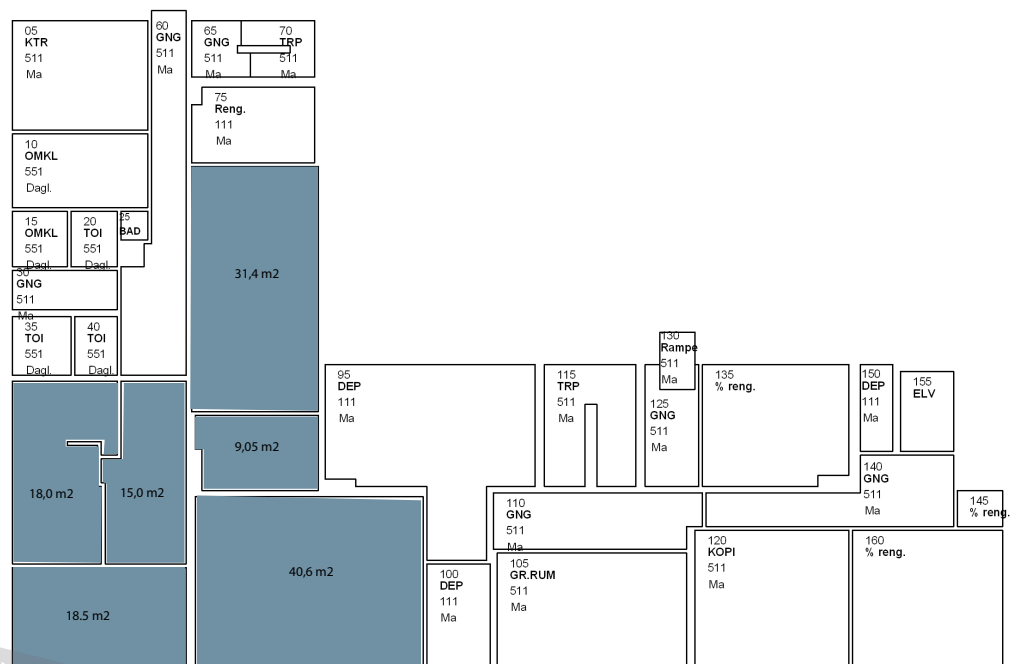 05
KTR
511
Ma
60
GNG
511
Ma
65
GNG
511
Ma
70
TRP
511
Ma
75
Reng.
111
Ma
10
OMKL
551
Dagl.
15
OMKL
551
Dagl.
20
TOI
551
Dagl.
25
BAD
30
GNG
511
Ma
35
TOI
551
Dagl.
40
TOI
551
Dagl.
31,4 m2
9,05 m2
18,0 m2
15,0 m2
40,6 m2
18.5 m2
95
DEP
111
Ma
115
TRP
511
Ma
130
Rampe
511
Ma
125
GNG
511
Ma
135
% reng.
150
DEP
111
Ma
155
ELV
140
GNG
511
Ma
145
% reng.
110
GNG
511
Ma
100
DEP
111
Ma
105
GR.RUM
511
Ma
120
KOPI
511
Ma
160
% reng.